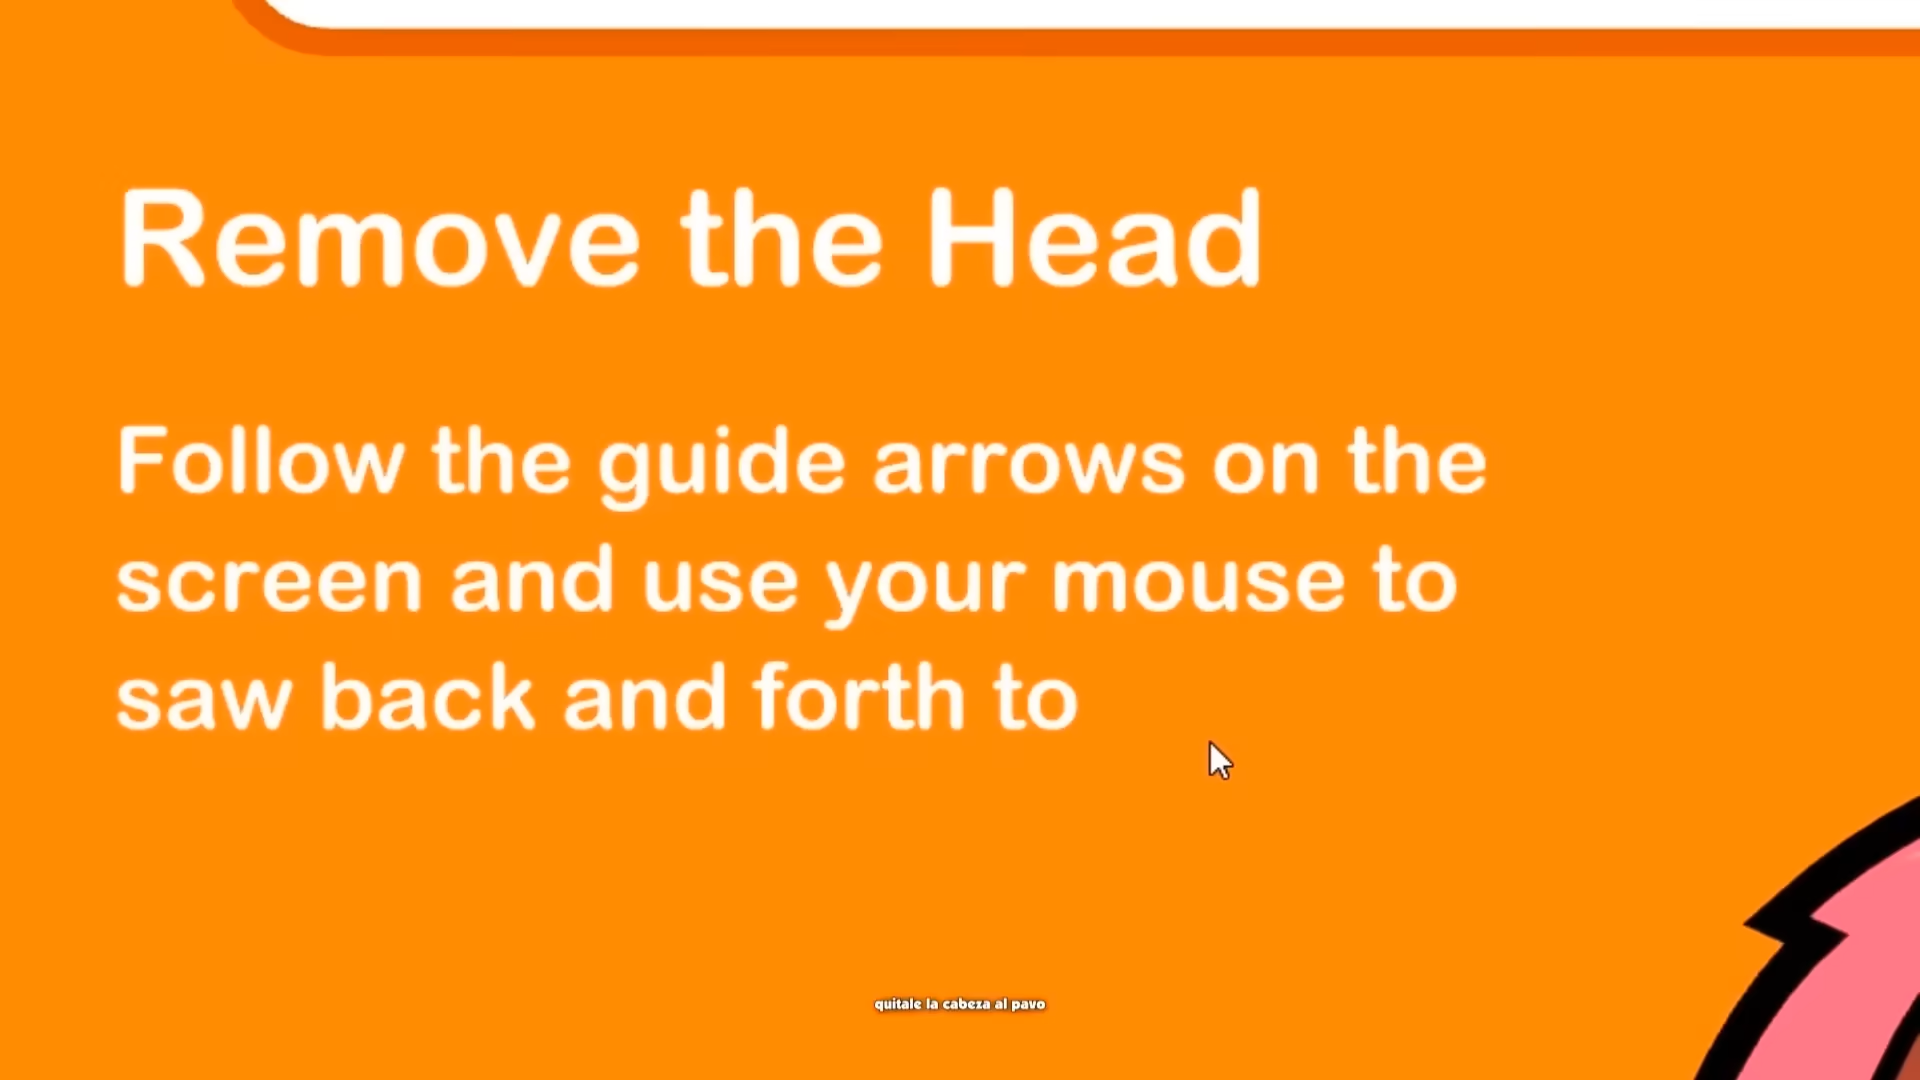 Remove the Head
Follow the guide arrows on the
screen and use your mouse to
saw back and forth to
quitale la cabeza al pavo